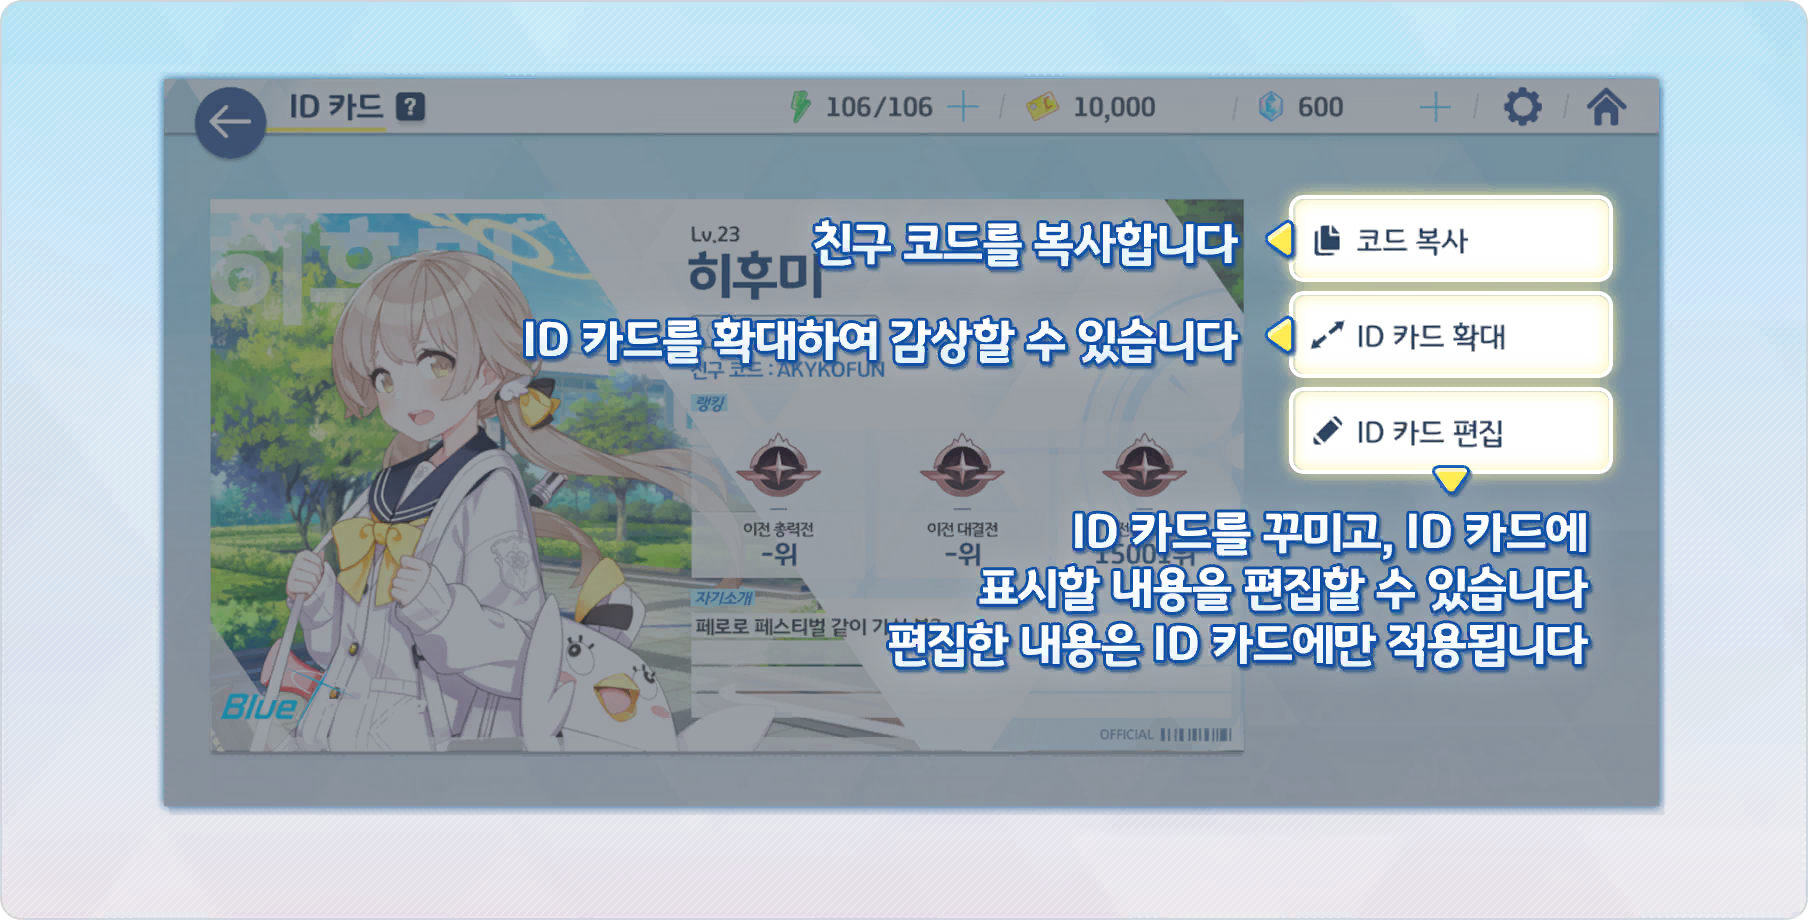 ID 카드 ?
106/106
10,000
600
히후미
Lv.23
히후미
친구 코드를 복사합니다
코드 복사
ID 카드를 확대하여 감상할 수 있습니다
ID 카드 확대
친구 코드 : AKYKOFUN
랭킹
ID 카드 편집
이전 총력전
-위
이전 대결전
-위
15001위
ID 카드를 꾸미고, ID 카드에
표시할 내용을 편집할 수 있습니다
편집한 내용은 ID 카드에만 적용됩니다
자기소개
페로로 페스티벌 같이
Blue
OFFICIAL